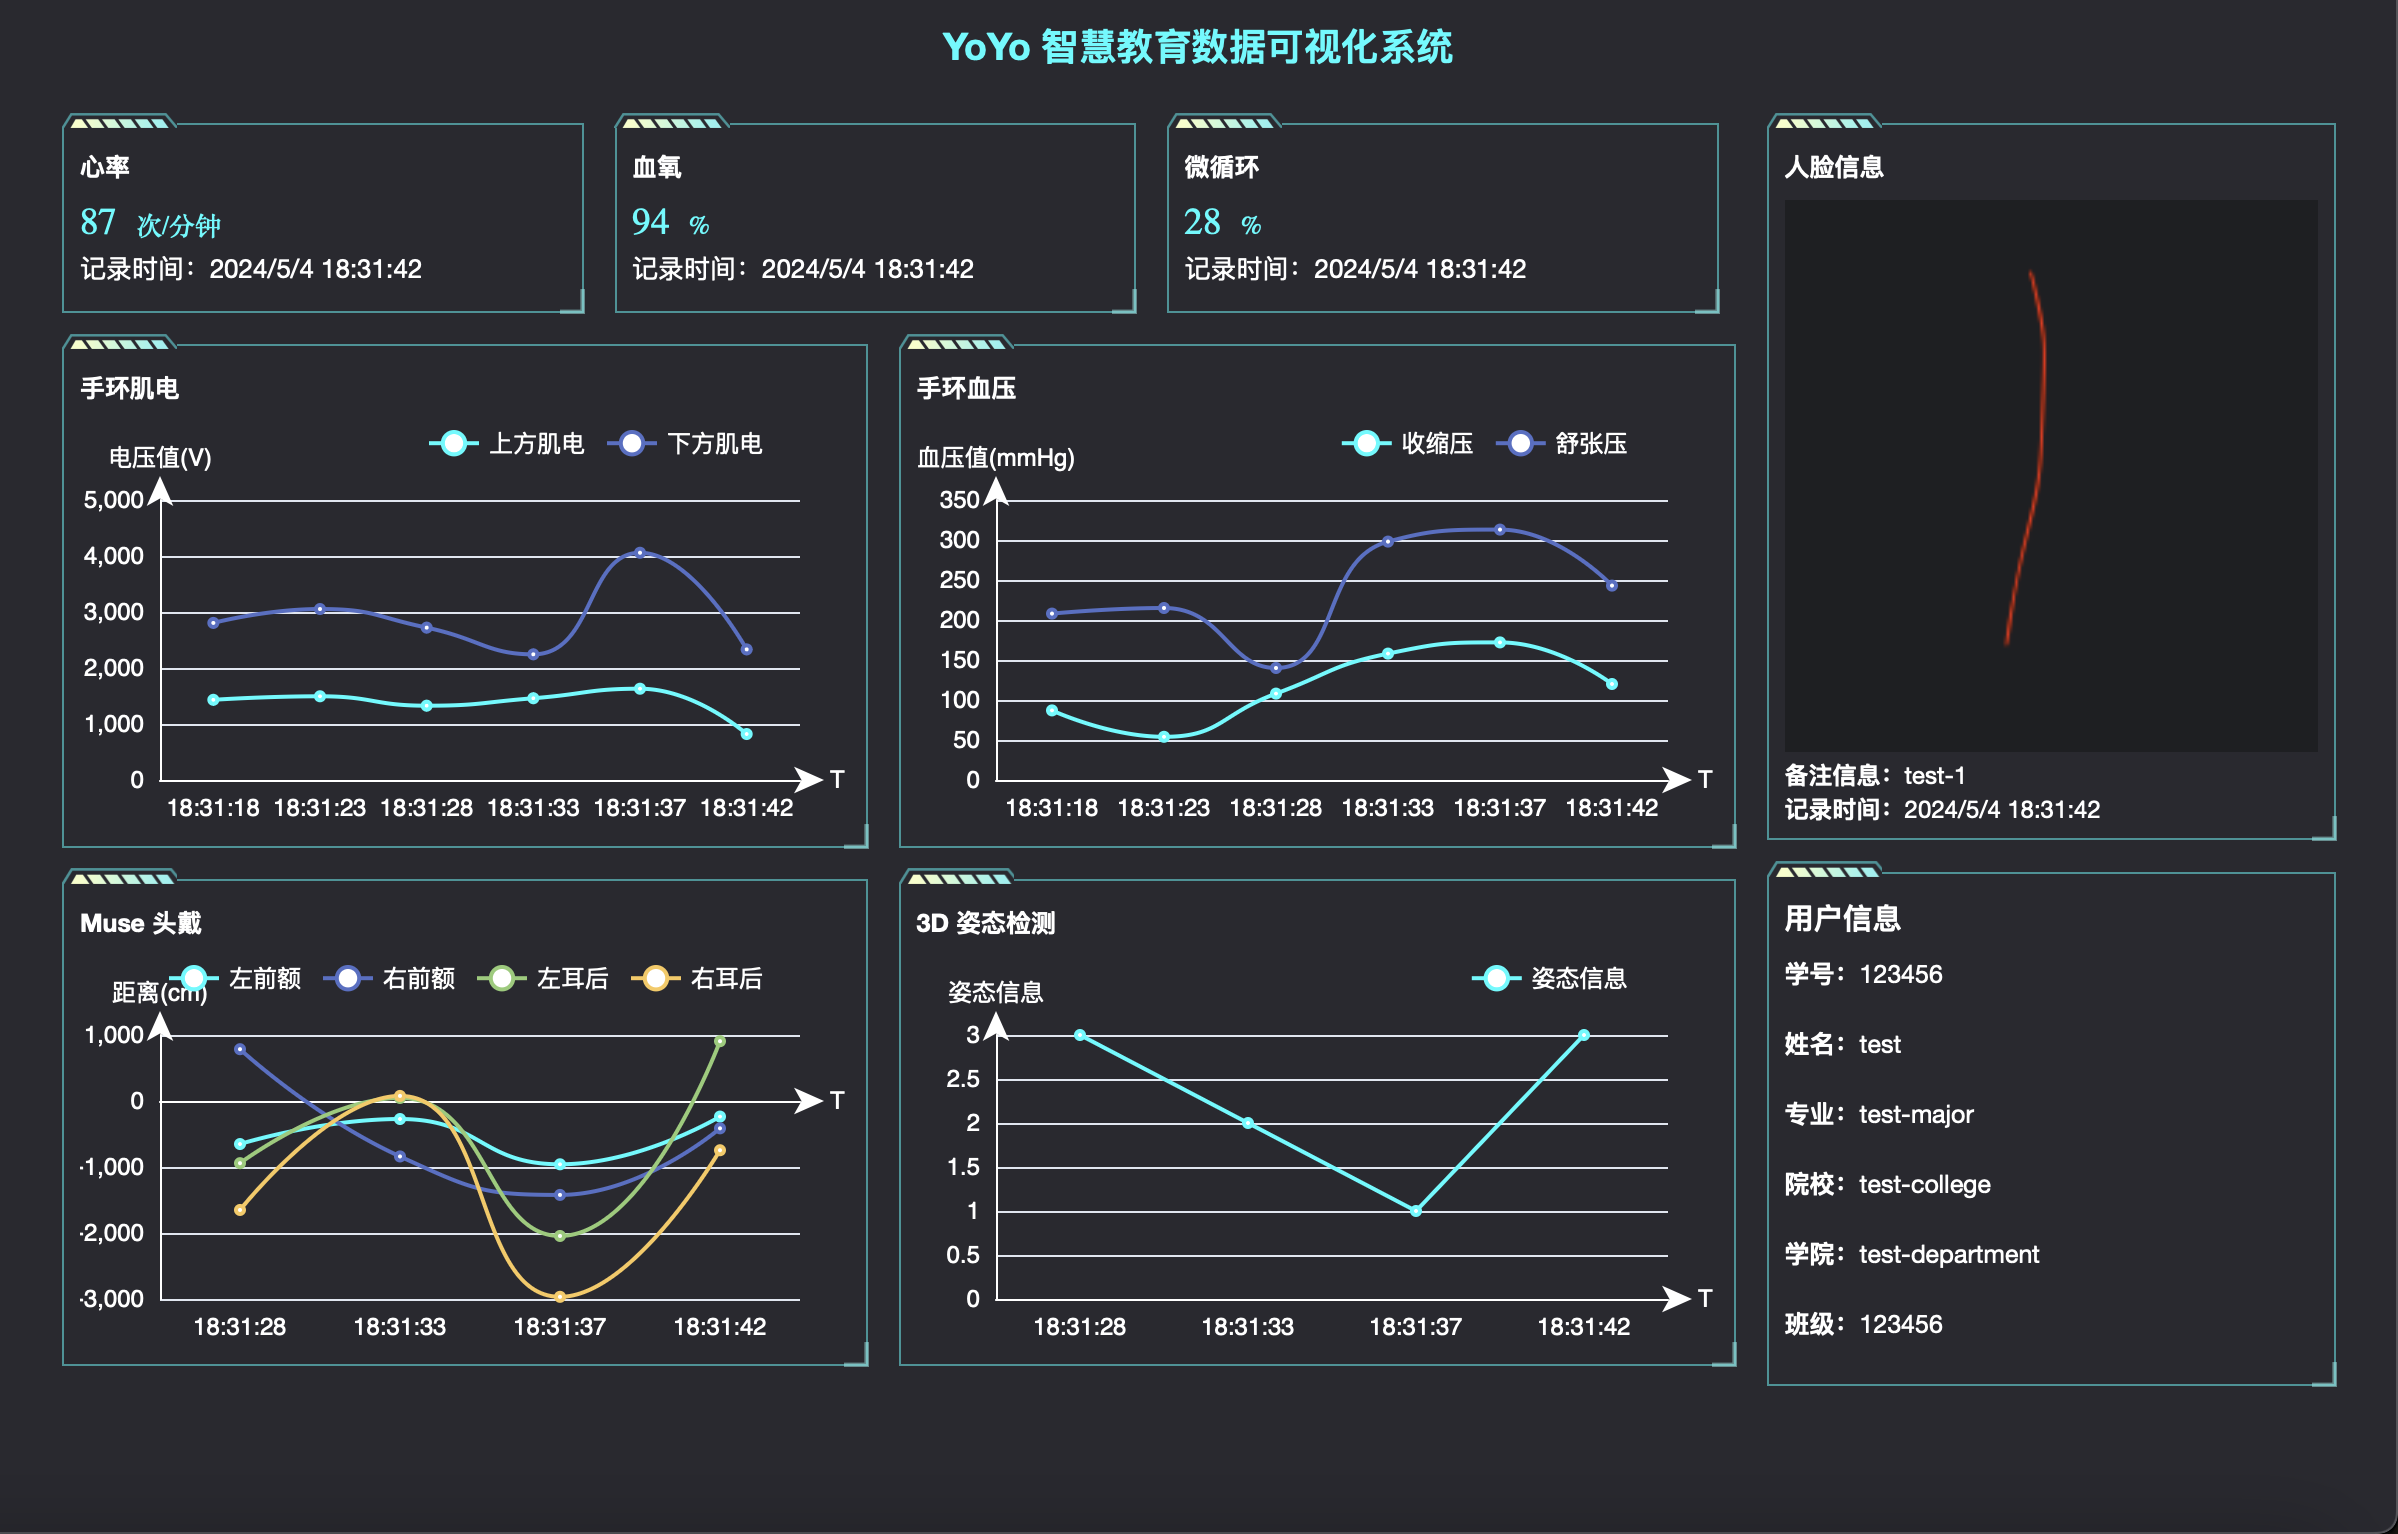 YoYo 智慧教育数据可视化系统
心率
87 次/分钟
记录时间：2024/5/4 18:31:42
血氧
94 %
记录时间：2024/5/4 18:31:42
微循环
28 %
记录时间：2024/5/4 18:31:42
人脸信息
备注信息：test-1
记录时间：2024/5/4 18:31:42
手环肌电
上方肌电 下方肌电
电压值(V)
5,000
4,000
3,000
2,000
1,000
0
T
18:31:18 18:31:23 18:31:28 18:31:33 18:31:37 18:31:42
手环血压
收缩压 舒张压
血压值(mmHg)
350
300
250
200
150
100
50
0
T
18:31:18 18:31:23 18:31:28 18:31:33 18:31:37 18:31:42
Muse 头戴
左前额 右前额 左耳后 右耳后
距离(cm)
1,000
0
T
-1,000
-2,000
-3,000
18:31:28 18:31:33 18:31:37 18:31:42
3D 姿态检测
姿态信息
姿态信息
3
2.5
2
1.5
1
0.5
0
T
18:31:28 18:31:33 18:31:37 18:31:42
用户信息
学号：123456
姓名：test
专业：test-major
院校：test-college
学院：test-department
班级：123456